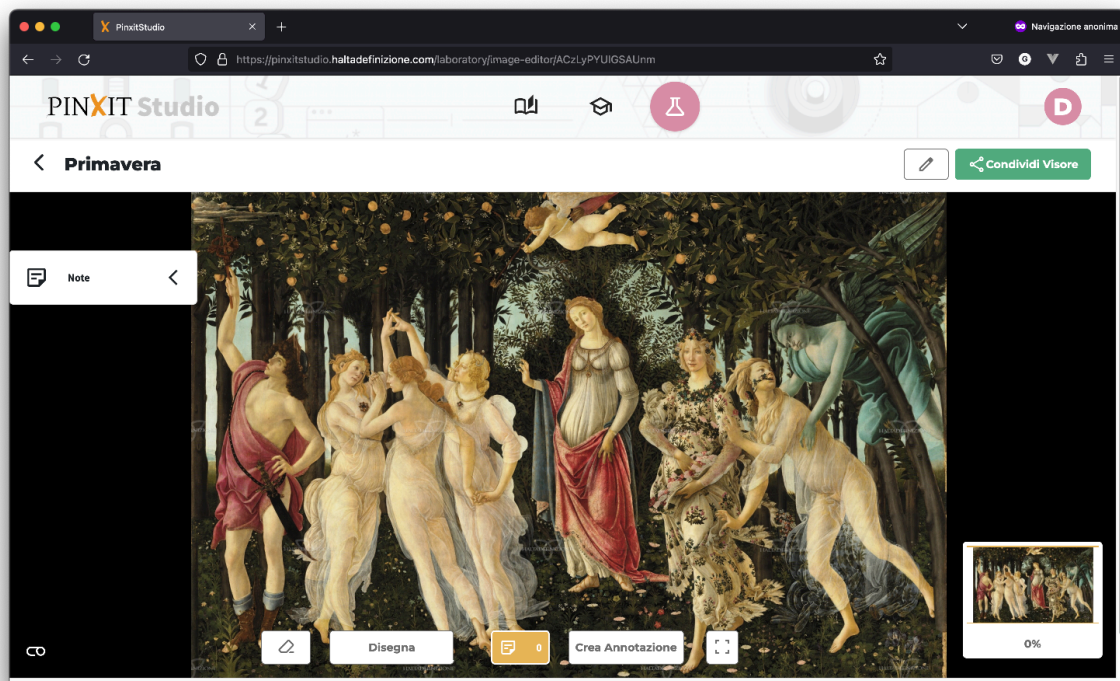 PinxitStudio
Navigazione anonima
https://pinxitstudio.haltadefinizione.com/laboratory/image-editor/ACzLyPYUIGSAUnm
G
PINXIT Studio
D
Primavera
Condividi Visore
Note
Disegna
0
Crea Annotazione
0%